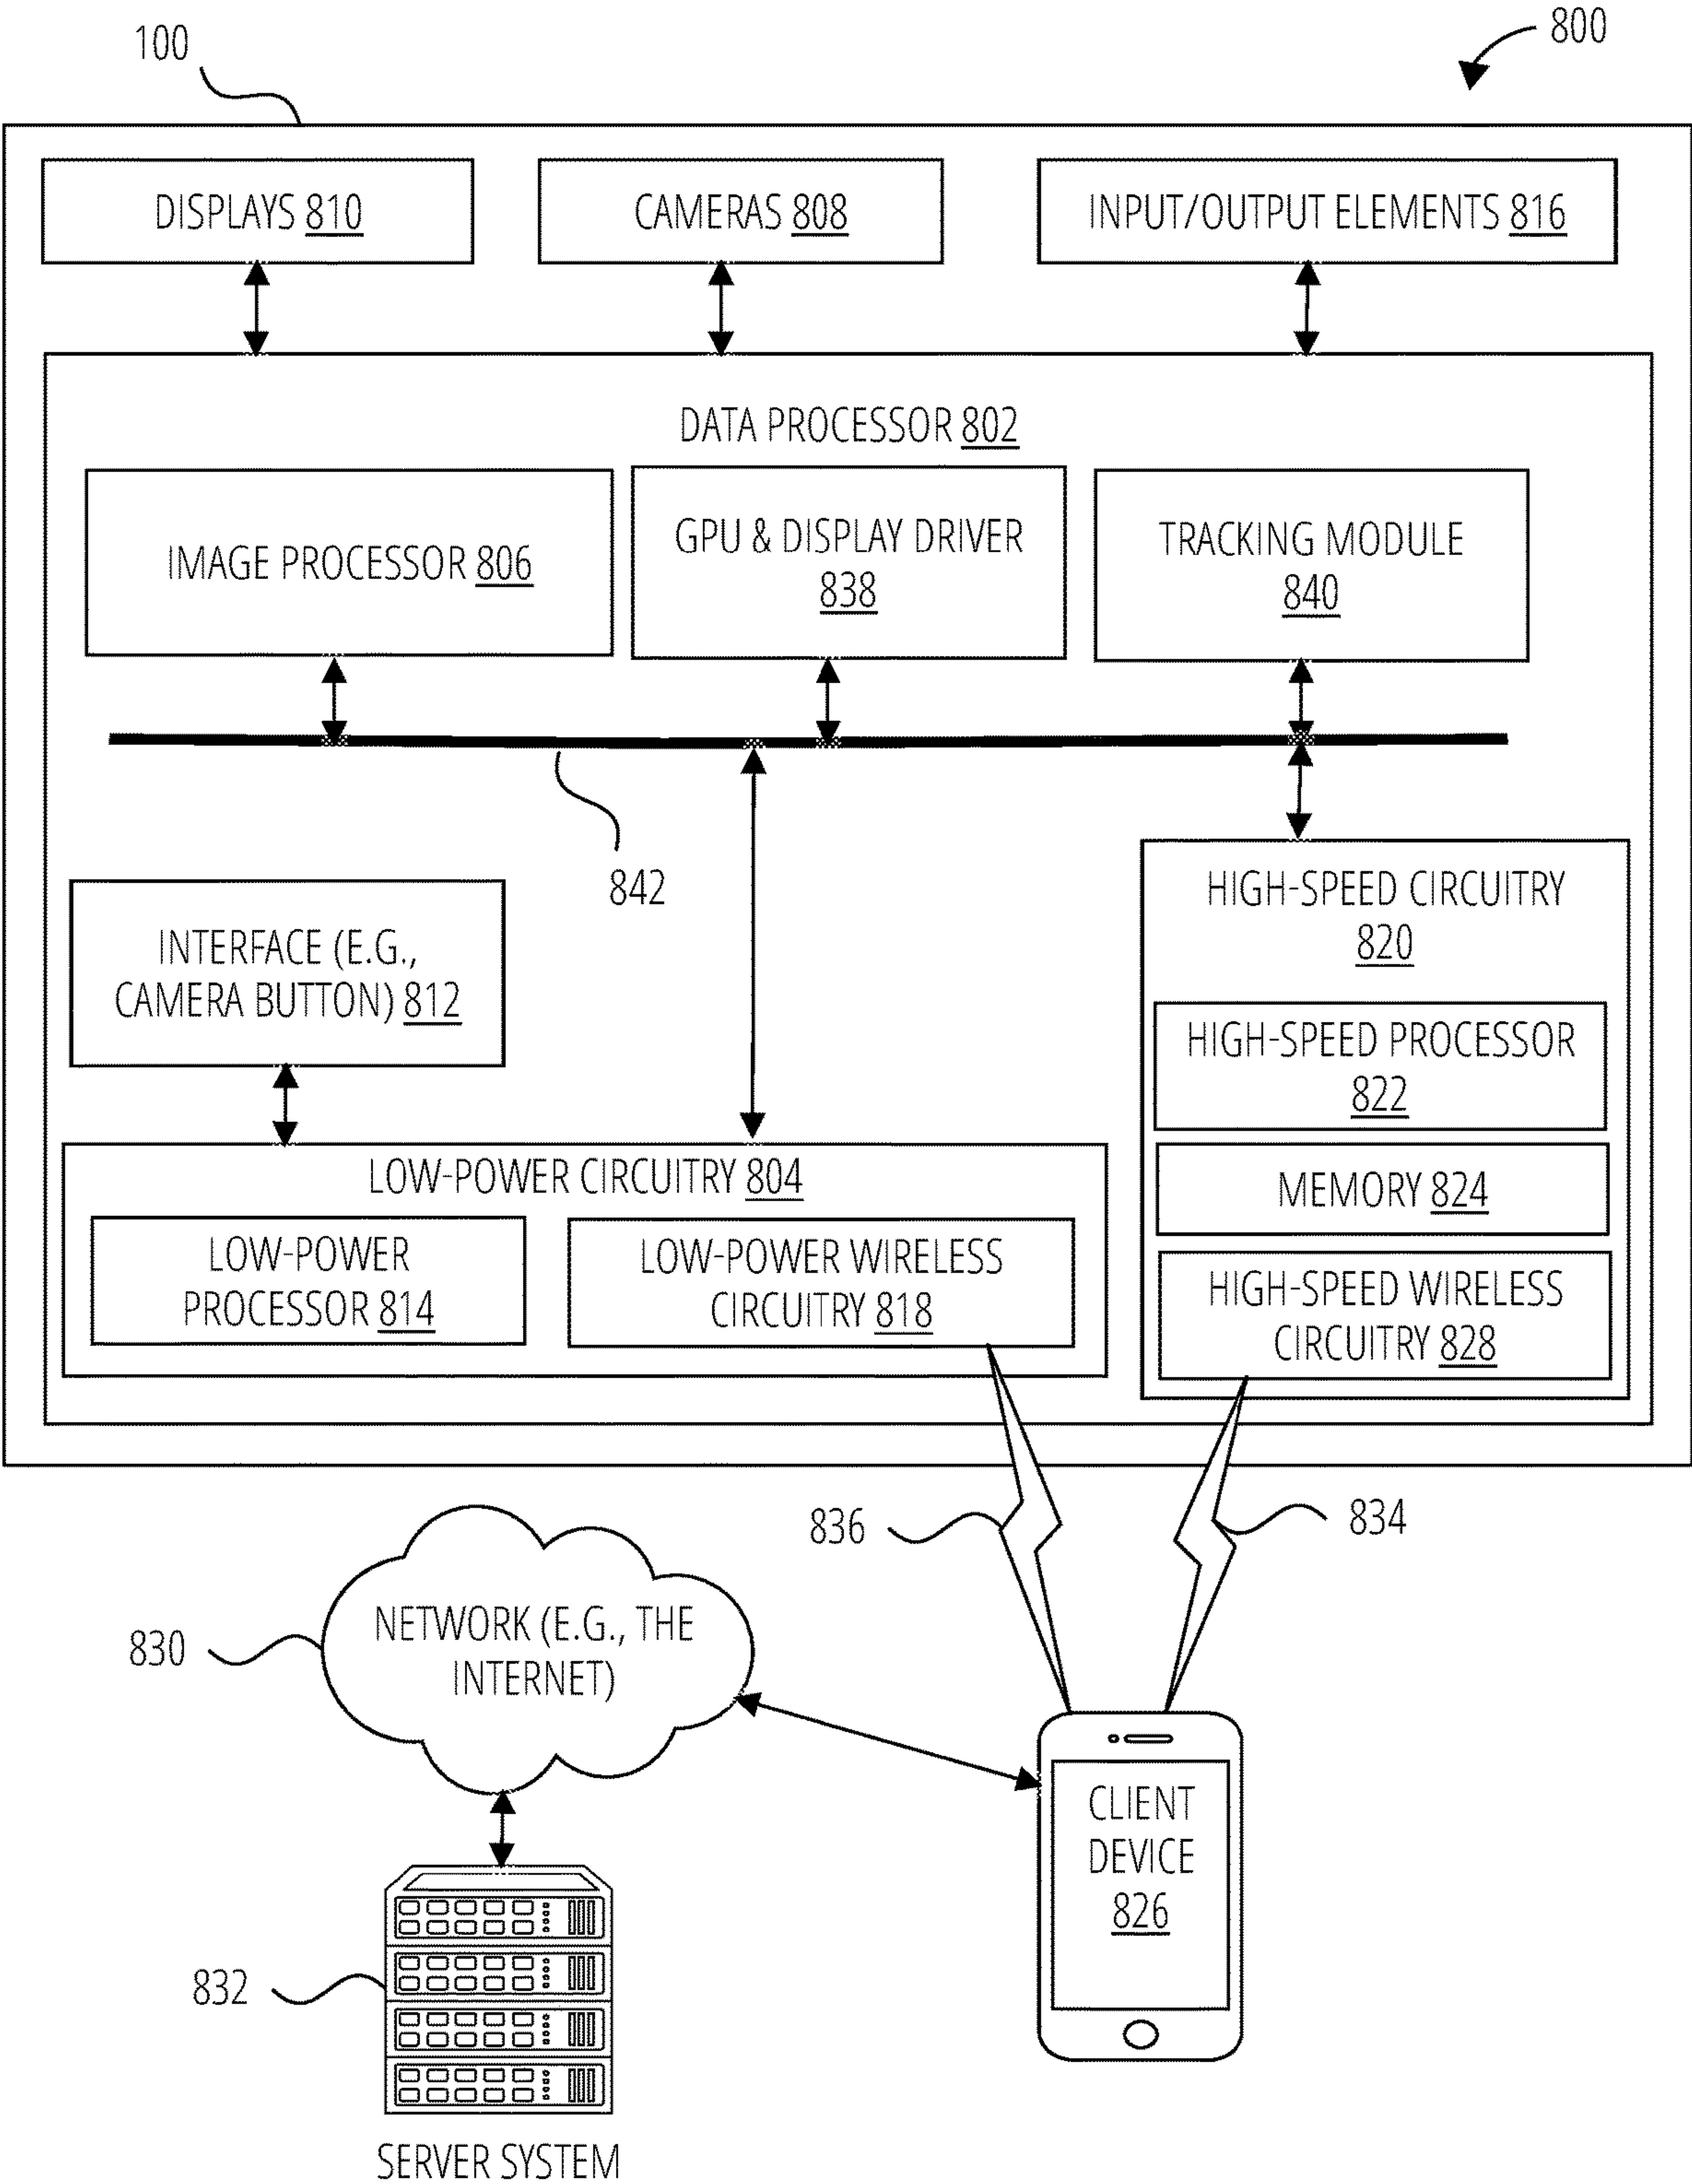 100
800
DISPLAYS 810
CAMERAS 808
INPUT/OUTPUT ELEMENTS 816
DATA PROCESSOR 802
IMAGE PROCESSOR 806
GPU & DISPLAY DRIVER
838
TRACKING MODULE
840
842
INTERFACE (E.G.,
CAMERA BUTTON) 812
HIGH-SPEED CIRCUITRY
820
HIGH-SPEED PROCESSOR
822
MEMORY 824
HIGH-SPEED WIRELESS
CIRCUITRY 828
LOW-POWER CIRCUITRY 804
LOW-POWER
PROCESSOR 814
LOW-POWER WIRELESS
CIRCUITRY 818
836
834
830
NETWORK (E.G., THE
INTERNET)
CLIENT
DEVICE
826
832
SERVER SYSTEM